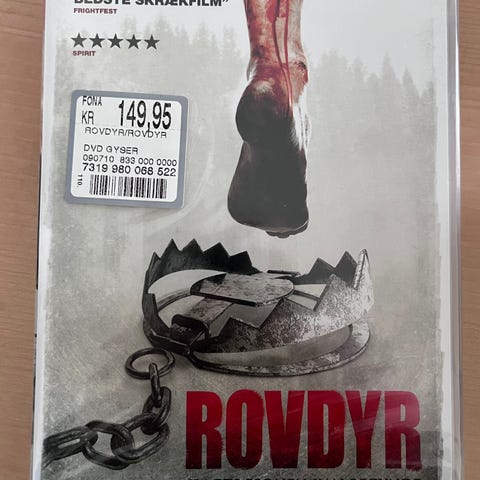 BEDSTE SKRÆKFILM"
FRIGHTFEST
SPIRIT
FONA
KR 149,95
ROVDYR/ROVDYR
DVD GYSER
090710 833 000 0000
7319 980 068 522
110.
ROVDYR